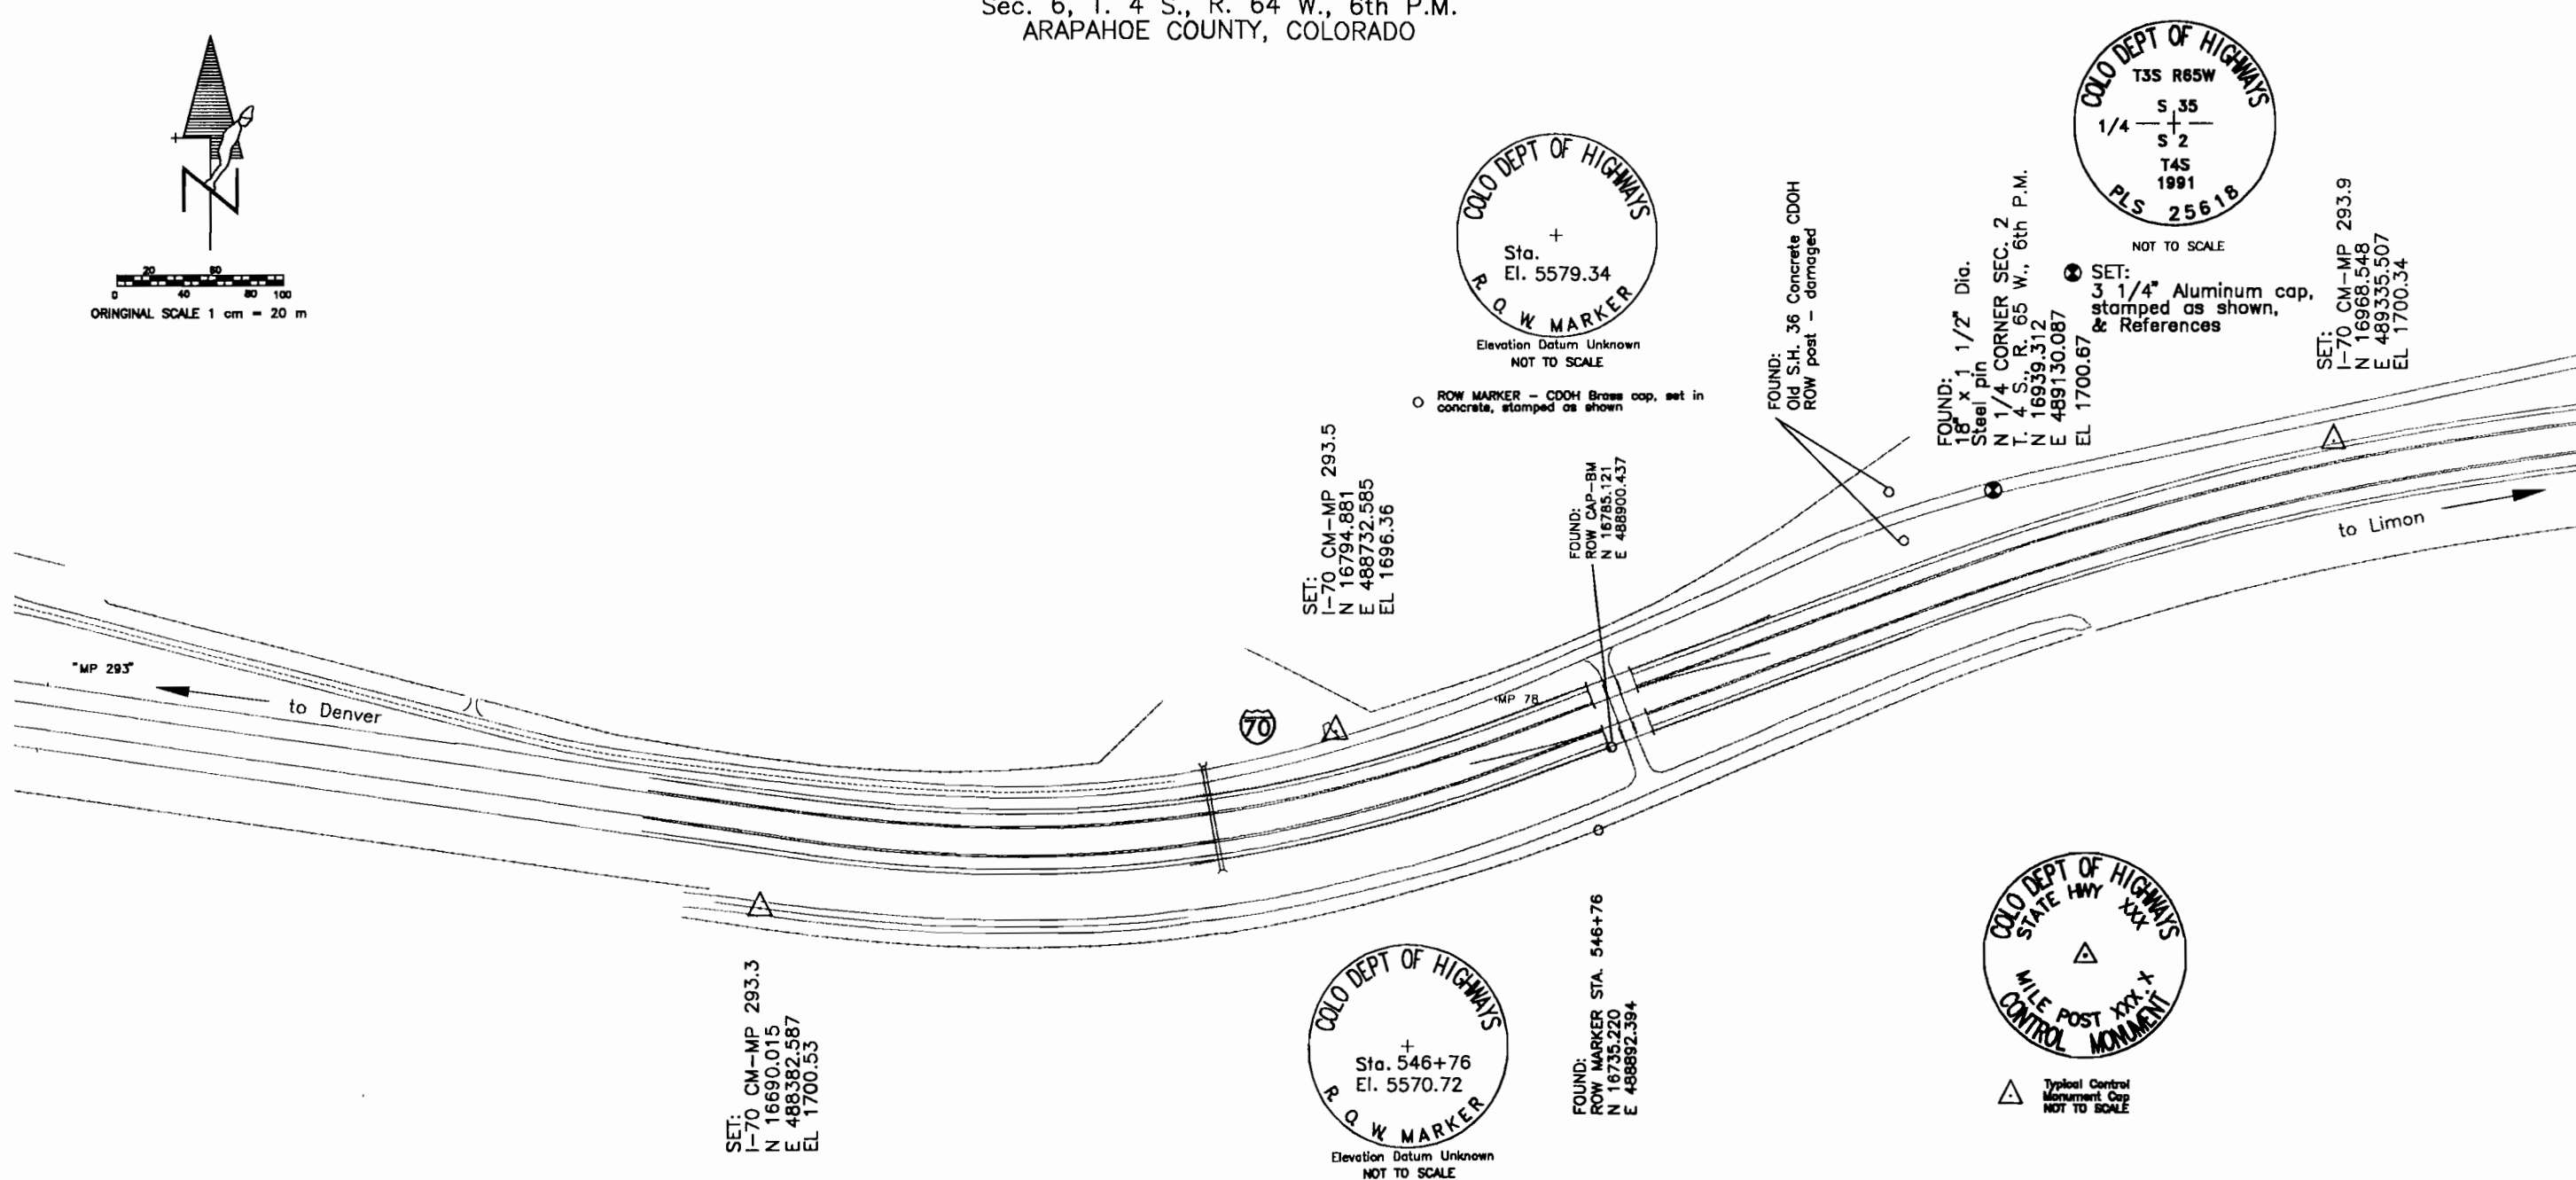 Sec. 6, T. 4 S., R. 64 W., 6th P.M.
ARAPAHOE COUNTY, COLORADO
N
20 60
0 40 80 100
ORINGINAL SCALE 1 cm = 20 m
COLO DEPT OF HIGHWAYS
Sta.
El. 5579.34
R. O. W. MARKER
Elevation Datum Unknown
NOT TO SCALE
ROW MARKER - CDOH Brass cap, set in
concrete, stamped as shown
FOUND:
Old S.H. 36 Concrete CDOH
ROW post - damaged
COLO DEPT OF HIGHWAYS
T3S R65W
S 35
1/4
S 2
T4S
1991
PLS 25618
NOT TO SCALE
FOUND:
18" x 1 1/2" Dia.
Steel pin
N 1/4 CORNER SEC. 2
T. 4 S., R. 65 W., 6th P.M.
N 16939.312
E 489130.087
EL 1700.67
SET:
3 1/4" Aluminum cap,
stamped as shown,
& References
SET:
I-70 CM-MP 293.9
N 16968.548
E 489335.507
EL 1700.34
SET:
I-70 CM-MP 293.5
N 16794.881
E 488732.585
EL 1696.36
FOUND:
ROW CAP-BM
N 16785.121
E 488900.437
to Limon
"MP 293"
to Denver
70
MP 78
SET:
I-70 CM-MP 293.3
N 16690.015
E 488382.587
EL 1700.53
COLO DEPT OF HIGHWAYS
Sta. 546+76
El. 5570.72
R. O. W. MARKER
Elevation Datum Unknown
NOT TO SCALE
FOUND:
ROW MARKER STA. 546+76
N 16735.220
E 488892.394
COLO DEPT OF HIGHWAYS
STATE HWY XXX
MILE POST XXX.X
CONTROL MONUMENT
Typical Control
Monument Cap
NOT TO SCALE